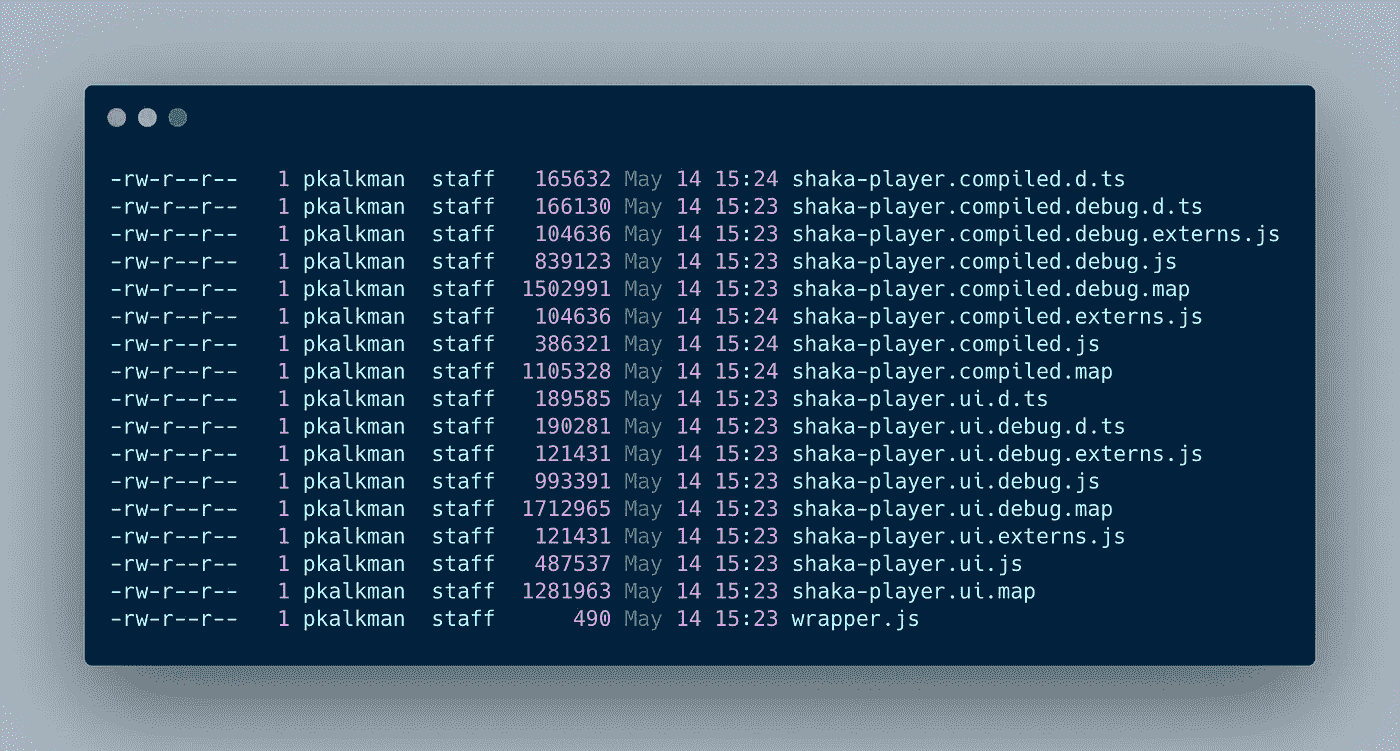 -rw-r--r--   1 pkalkman  staff   165632 May 14 15:24 shaka-player.compiled.d.ts
-rw-r--r--   1 pkalkman  staff   166130 May 14 15:23 shaka-player.compiled.debug.d.ts
-rw-r--r--   1 pkalkman  staff   104636 May 14 15:23 shaka-player.compiled.debug.externs.js
-rw-r--r--   1 pkalkman  staff   839123 May 14 15:23 shaka-player.compiled.debug.js
-rw-r--r--   1 pkalkman  staff  1502991 May 14 15:23 shaka-player.compiled.debug.map
-rw-r--r--   1 pkalkman  staff   104636 May 14 15:24 shaka-player.compiled.externs.js
-rw-r--r--   1 pkalkman  staff   386321 May 14 15:24 shaka-player.compiled.js
-rw-r--r--   1 pkalkman  staff  1105328 May 14 15:24 shaka-player.compiled.map
-rw-r--r--   1 pkalkman  staff   189585 May 14 15:23 shaka-player.ui.d.ts
-rw-r--r--   1 pkalkman  staff   190281 May 14 15:23 shaka-player.ui.debug.d.ts
-rw-r--r--   1 pkalkman  staff   121431 May 14 15:23 shaka-player.ui.debug.externs.js
-rw-r--r--   1 pkalkman  staff   993391 May 14 15:23 shaka-player.ui.debug.js
-rw-r--r--   1 pkalkman  staff  1712965 May 14 15:23 shaka-player.ui.debug.map
-rw-r--r--   1 pkalkman  staff   121431 May 14 15:23 shaka-player.ui.externs.js
-rw-r--r--   1 pkalkman  staff   487537 May 14 15:23 shaka-player.ui.js
-rw-r--r--   1 pkalkman  staff  1281963 May 14 15:23 shaka-player.ui.map
-rw-r--r--   1 pkalkman  staff      490 May 14 15:23 wrapper.js